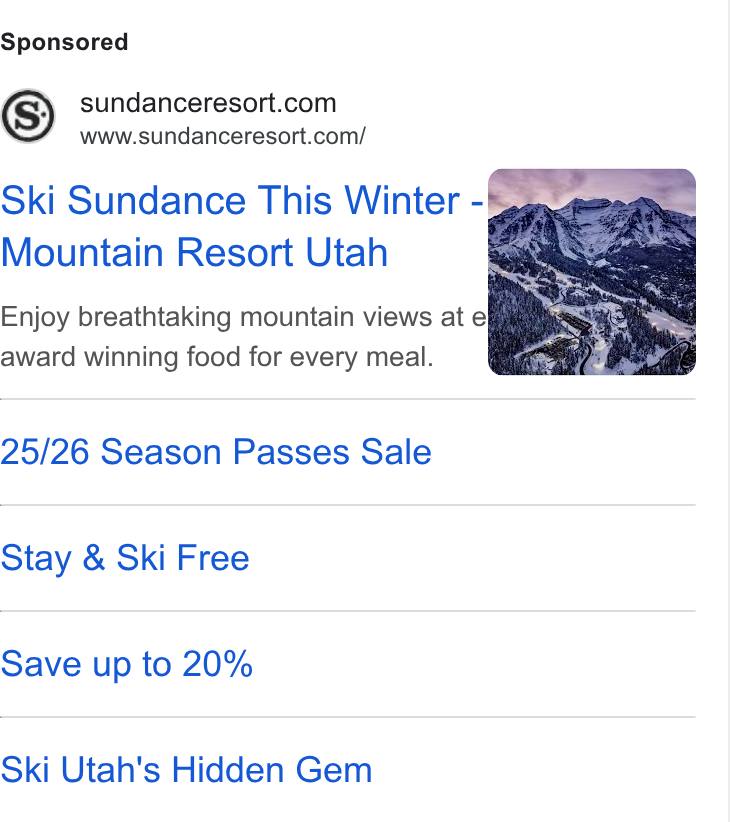 Sponsored
S
sundanceresort.com
www.sundanceresort.com/
Ski Sundance This Winter -
Mountain Resort Utah
Enjoy breathtaking mountain views at
award winning food for every meal.
25/26 Season Passes Sale
Stay & Ski Free
Save up to 20%
Ski Utah's Hidden Gem